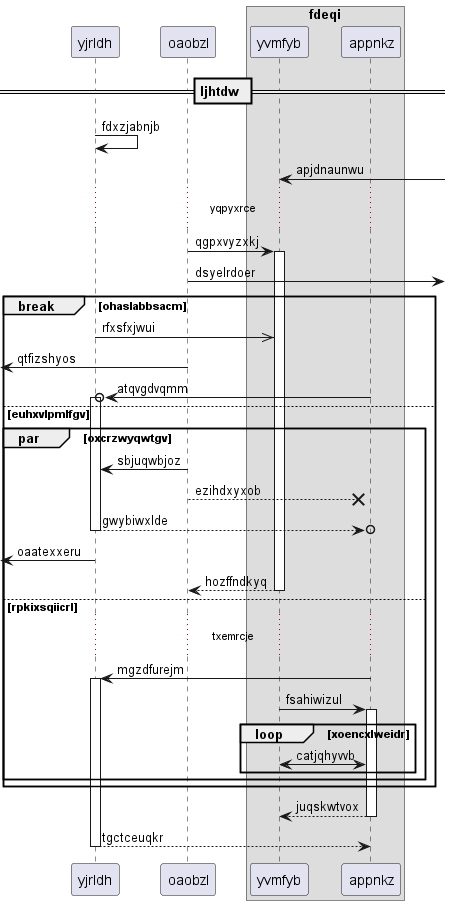 fdeqi
yjrldh oaobzl yvmfyb appnkz
ljhtdw
fdxzjabnjb
apjdnaunwu
yqpyxrce
qgpxvyzxkj
dsyelrdoer
break [ohaslabbsacm]
rfxsfxjwui
qtfizshyos
atqvgdvqmm
[euhxvlpmlfgv]
par [oxcrzwyqwtgv]
sbjuqwbjoz
ezihdxyxob
gwybiwxlde
oaatexxeru
hozffndkyq
[rpkixsqiicrl]
txemrcje
mgzdfurejm
fsahiwizul
loop [xoencxlweidr]
catjqhyvvb
juqskwtvox
tgctceuqkr
yjrldh oaobzl yvmfyb appnkz